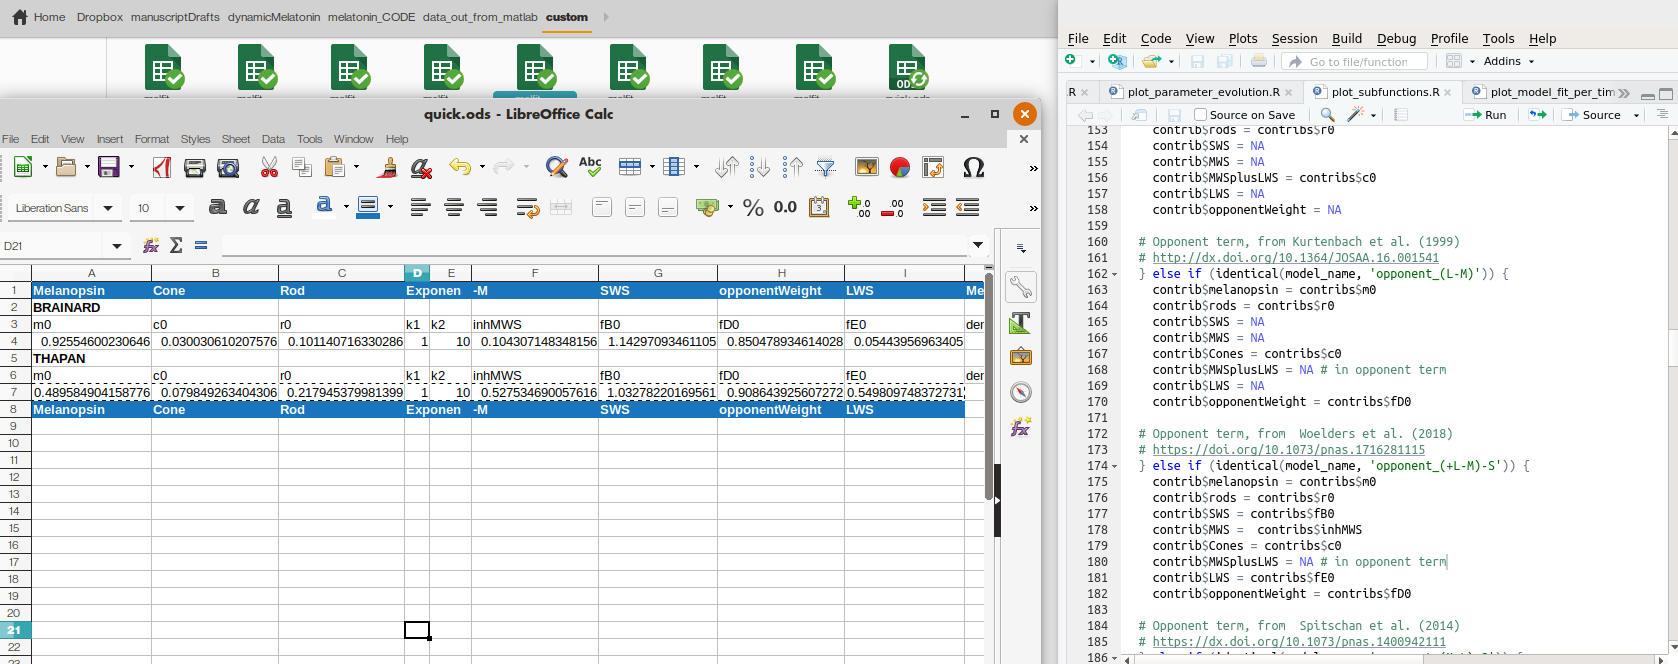 Home Dropbox manuscriptDrafts dynamicMelatonin melatonin_CODE data_out_from_matlab custom
quick.ods - LibreOffice Calc
File Edit View Insert Format Styles Sheet Data Tools Window Help
Abc
Liberation Sans 10 a a a a % 0.0
D21
A B C D E F G H I
1 Melanopsin Cone Rod Exponen -M SWS opponentWeight LWS Me
2 BRAINARD
3 m0 c0 r0 k1 k2 inhMWS fB0 fD0 fE0 der
4 0.92554600230646 0.030030610207576 0.101140716330286 1 10 0.104307148348156 1.14297093461105 0.850478934614028 0.05443956963405
5 THAPAN
6 m0 c0 r0 k1 k2 inhMWS fB0 fD0 fE0 der
7 0.489584904158776 0.079849263404306 0.217945379981399 1 10 0.527534690057616 1.03278220169561 0.908643925607272 0.549809748372731
8 Melanopsin Cone Rod Exponen -M SWS opponentWeight LWS
9
10
11
12
13
14
15
16
17
18
19
20
21
22
File Edit Code View Plots Session Build Debug Profile Tools Help
Go to file/function Addins
.R plot_parameter_evolution.R plot_subfunctions.R plot_model_fit_per_tim
Source on Save Run Source
153 contrib$rods = contribs$r0
154 contrib$SWS = NA
155 contrib$MWS = NA
156 contrib$MWSplusLWS = contribs$c0
157 contrib$LWS = NA
158 contrib$opponentWeight = NA
159
160 # Opponent term, from Kurtenbach et al. (1999)
161 # http://dx.doi.org/10.1364/JOSAA.16.001541
162 } else if (identical(model_name, 'opponent_(L-M)')) {
163 contrib$melanopsin = contribs$m0
164 contrib$rods = contribs$r0
165 contrib$SWS = NA
166 contrib$MWS = NA
167 contrib$Cones = contribs$c0
168 contrib$MWSplusLWS = NA # in opponent term
169 contrib$LWS = NA
170 contrib$opponentWeight = contribs$fD0
171
172 # Opponent term, from  Woelders et al. (2018)
173 # https://doi.org/10.1073/pnas.1716281115
174 } else if (identical(model_name, 'opponent_(+L-M)-S')) {
175 contrib$melanopsin = contribs$m0
176 contrib$rods = contribs$r0
177 contrib$SWS = contribs$fB0
178 contrib$MWS =  contribs$inhMWS
179 contrib$Cones = contribs$c0
180 contrib$MWSplusLWS = NA # in opponent term
181 contrib$LWS = contribs$fE0
182 contrib$opponentWeight = contribs$fD0
183
184 # Opponent term, from  Spitschan et al. (2014)
185 # https://dx.doi.org/10.1073/pnas.1400942111
186